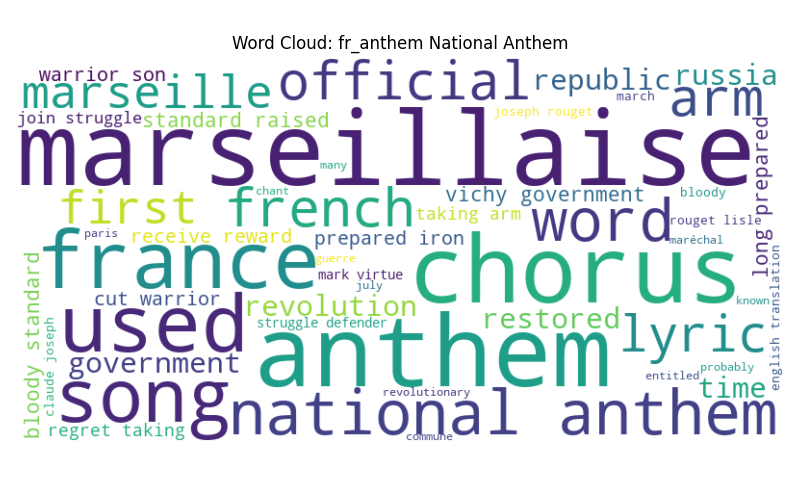 Word Cloud: fr_anthem National Anthem
warrior son
official
republic
russia
marseille
arm
march
joseph rouget
join struggle
standard raised
marseillaise
long prepared
many
chant
vichy government
bloody
first
french
word
taking arm
rouget lisle
paris
receive reward
prepared iron
maréchal
france
guerre
mark virtue
chorus
english translation
july
cut warrior
used
revolution
known
bloody standard
claude joseph
struggle defender
restored
lyric
anthem
government
probably
entitled
time
song
revolutionary
national anthem
regret taking
commune